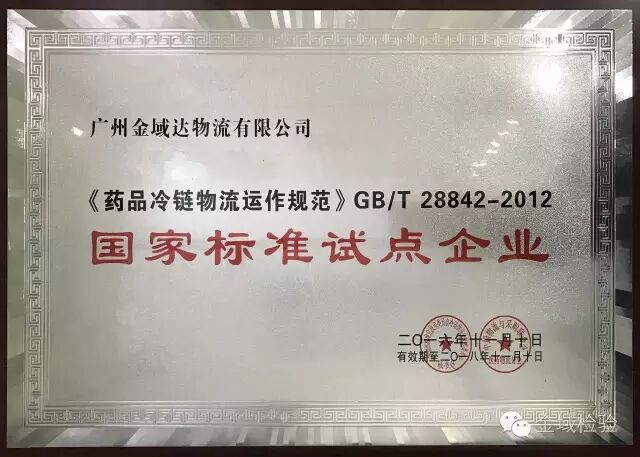 广州金域达物流有限公司
《药品冷链物流运作规范》GB/T 28842-2012
国家标准试点企业
二〇一六年十一月十日
有效期至二〇一八年十一月十日
金域检验